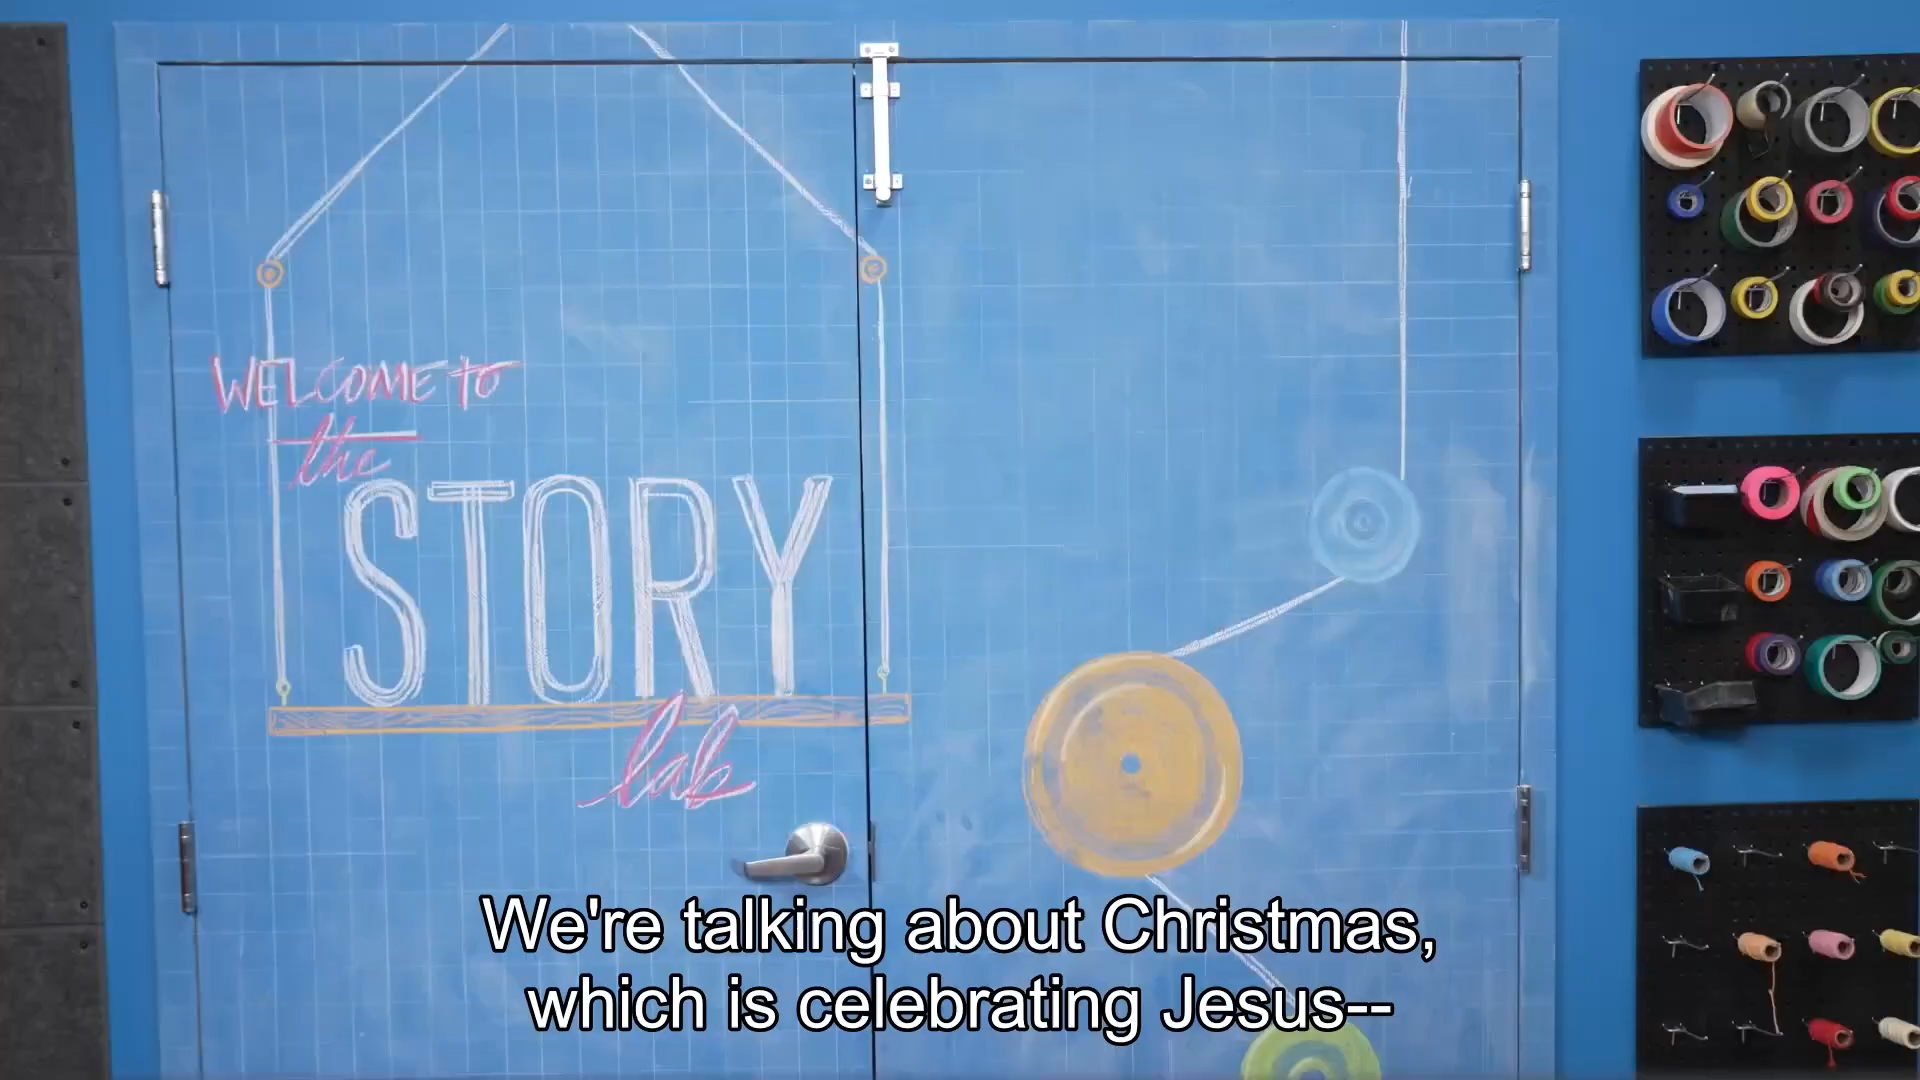 WELCOME to
the
STORY
lab
We're talking about Christmas,
which is celebrating Jesus--